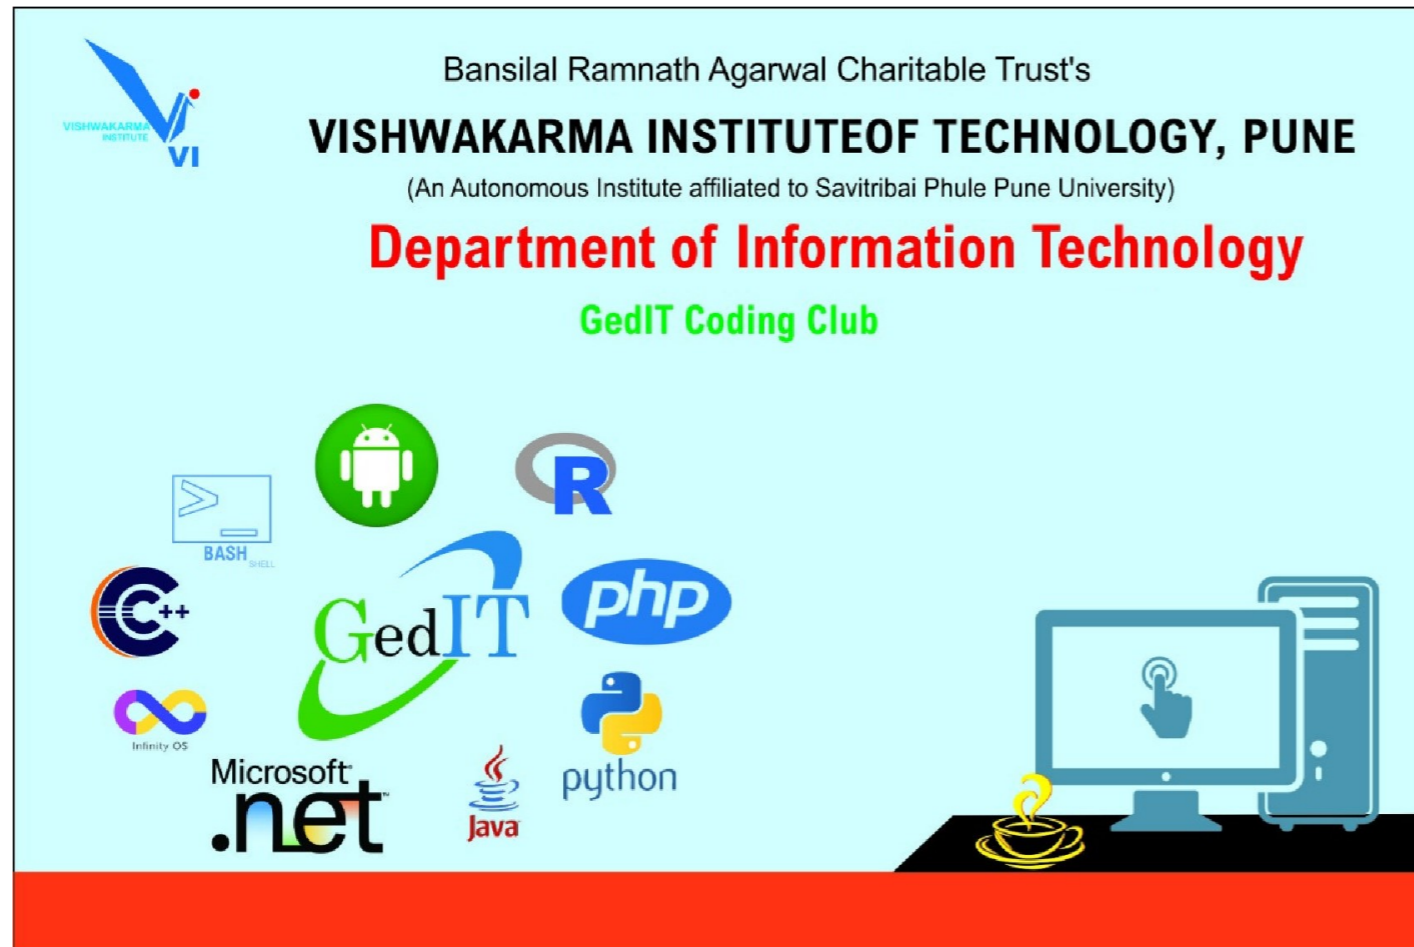 Bansilal Ramnath Agarwal Charitable Trust's
VISHWAKARMA
INSTITUTE
VI
VISHWAKARMA INSTITUTEOF TECHNOLOGY, PUNE
(An Autonomous Institute affiliated to Savitribai Phule Pune University)
Department of Information Technology
GedIT Coding Club
R
>_
BASH
SHELL
C C++
GedIT
php
Infinity OS
Microsoft
.net
Java
python